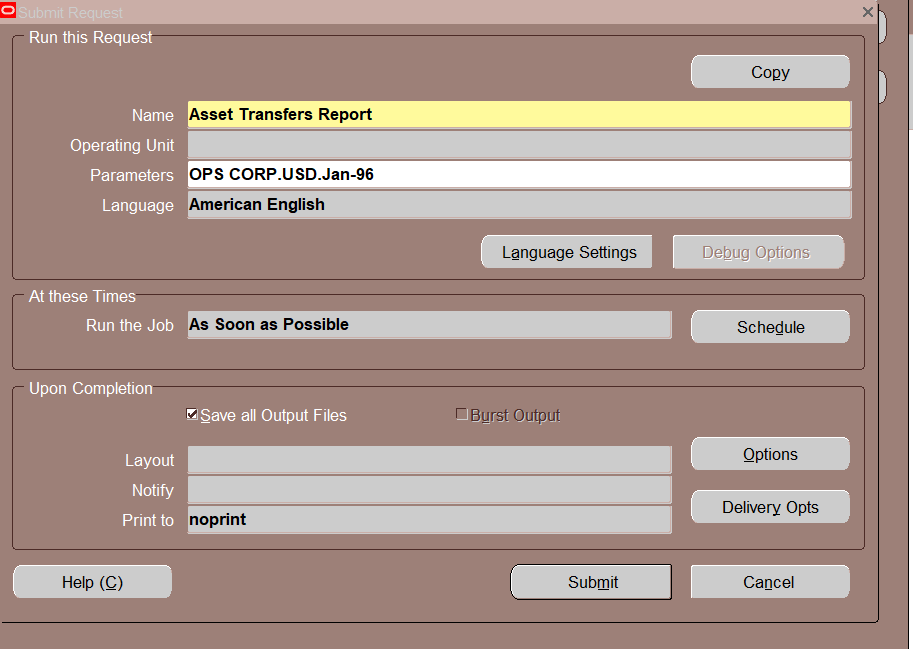 Submit Request
Run this Request
Copy
Name Asset Transfers Report
Operating Unit
Parameters OPS CORP.USD.Jan-96
Language American English
Language Settings Debug Options
At these Times
Run the Job As Soon as Possible Schedule
Upon Completion
Save all Output Files Burst Output
Layout Options
Notify
Print to noprint Delivery Opts
Help (C) Submit Cancel